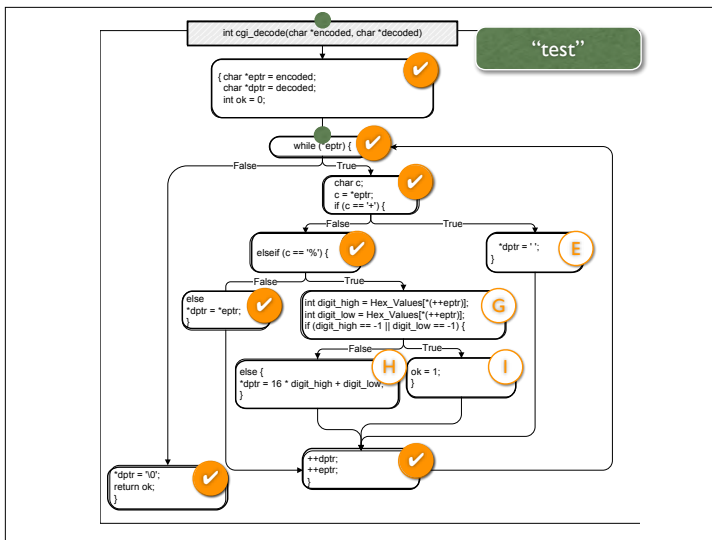 int cgi_decode(char *encoded, char *decoded)
“test”
{ char *eptr = encoded;
char *dptr = decoded;
int ok = 0;
while (*eptr) {
False
True
char c;
c = *eptr;
if (c == '+') {
False
True
elseif (c == '%') {
*dptr = ' ';
}
E
False
True
else
*dptr = *eptr;
}
int digit_high = Hex_Values[*(++eptr)];
int digit_low = Hex_Values[*(++eptr)];
if (digit_high == -1 || digit_low == -1) {
G
False
True
else {
*dptr = 16 * digit_high + digit_low;
}
H
ok = 1;
}
I
*dptr = '\0';
return ok;
}
++dptr;
++eptr;
}